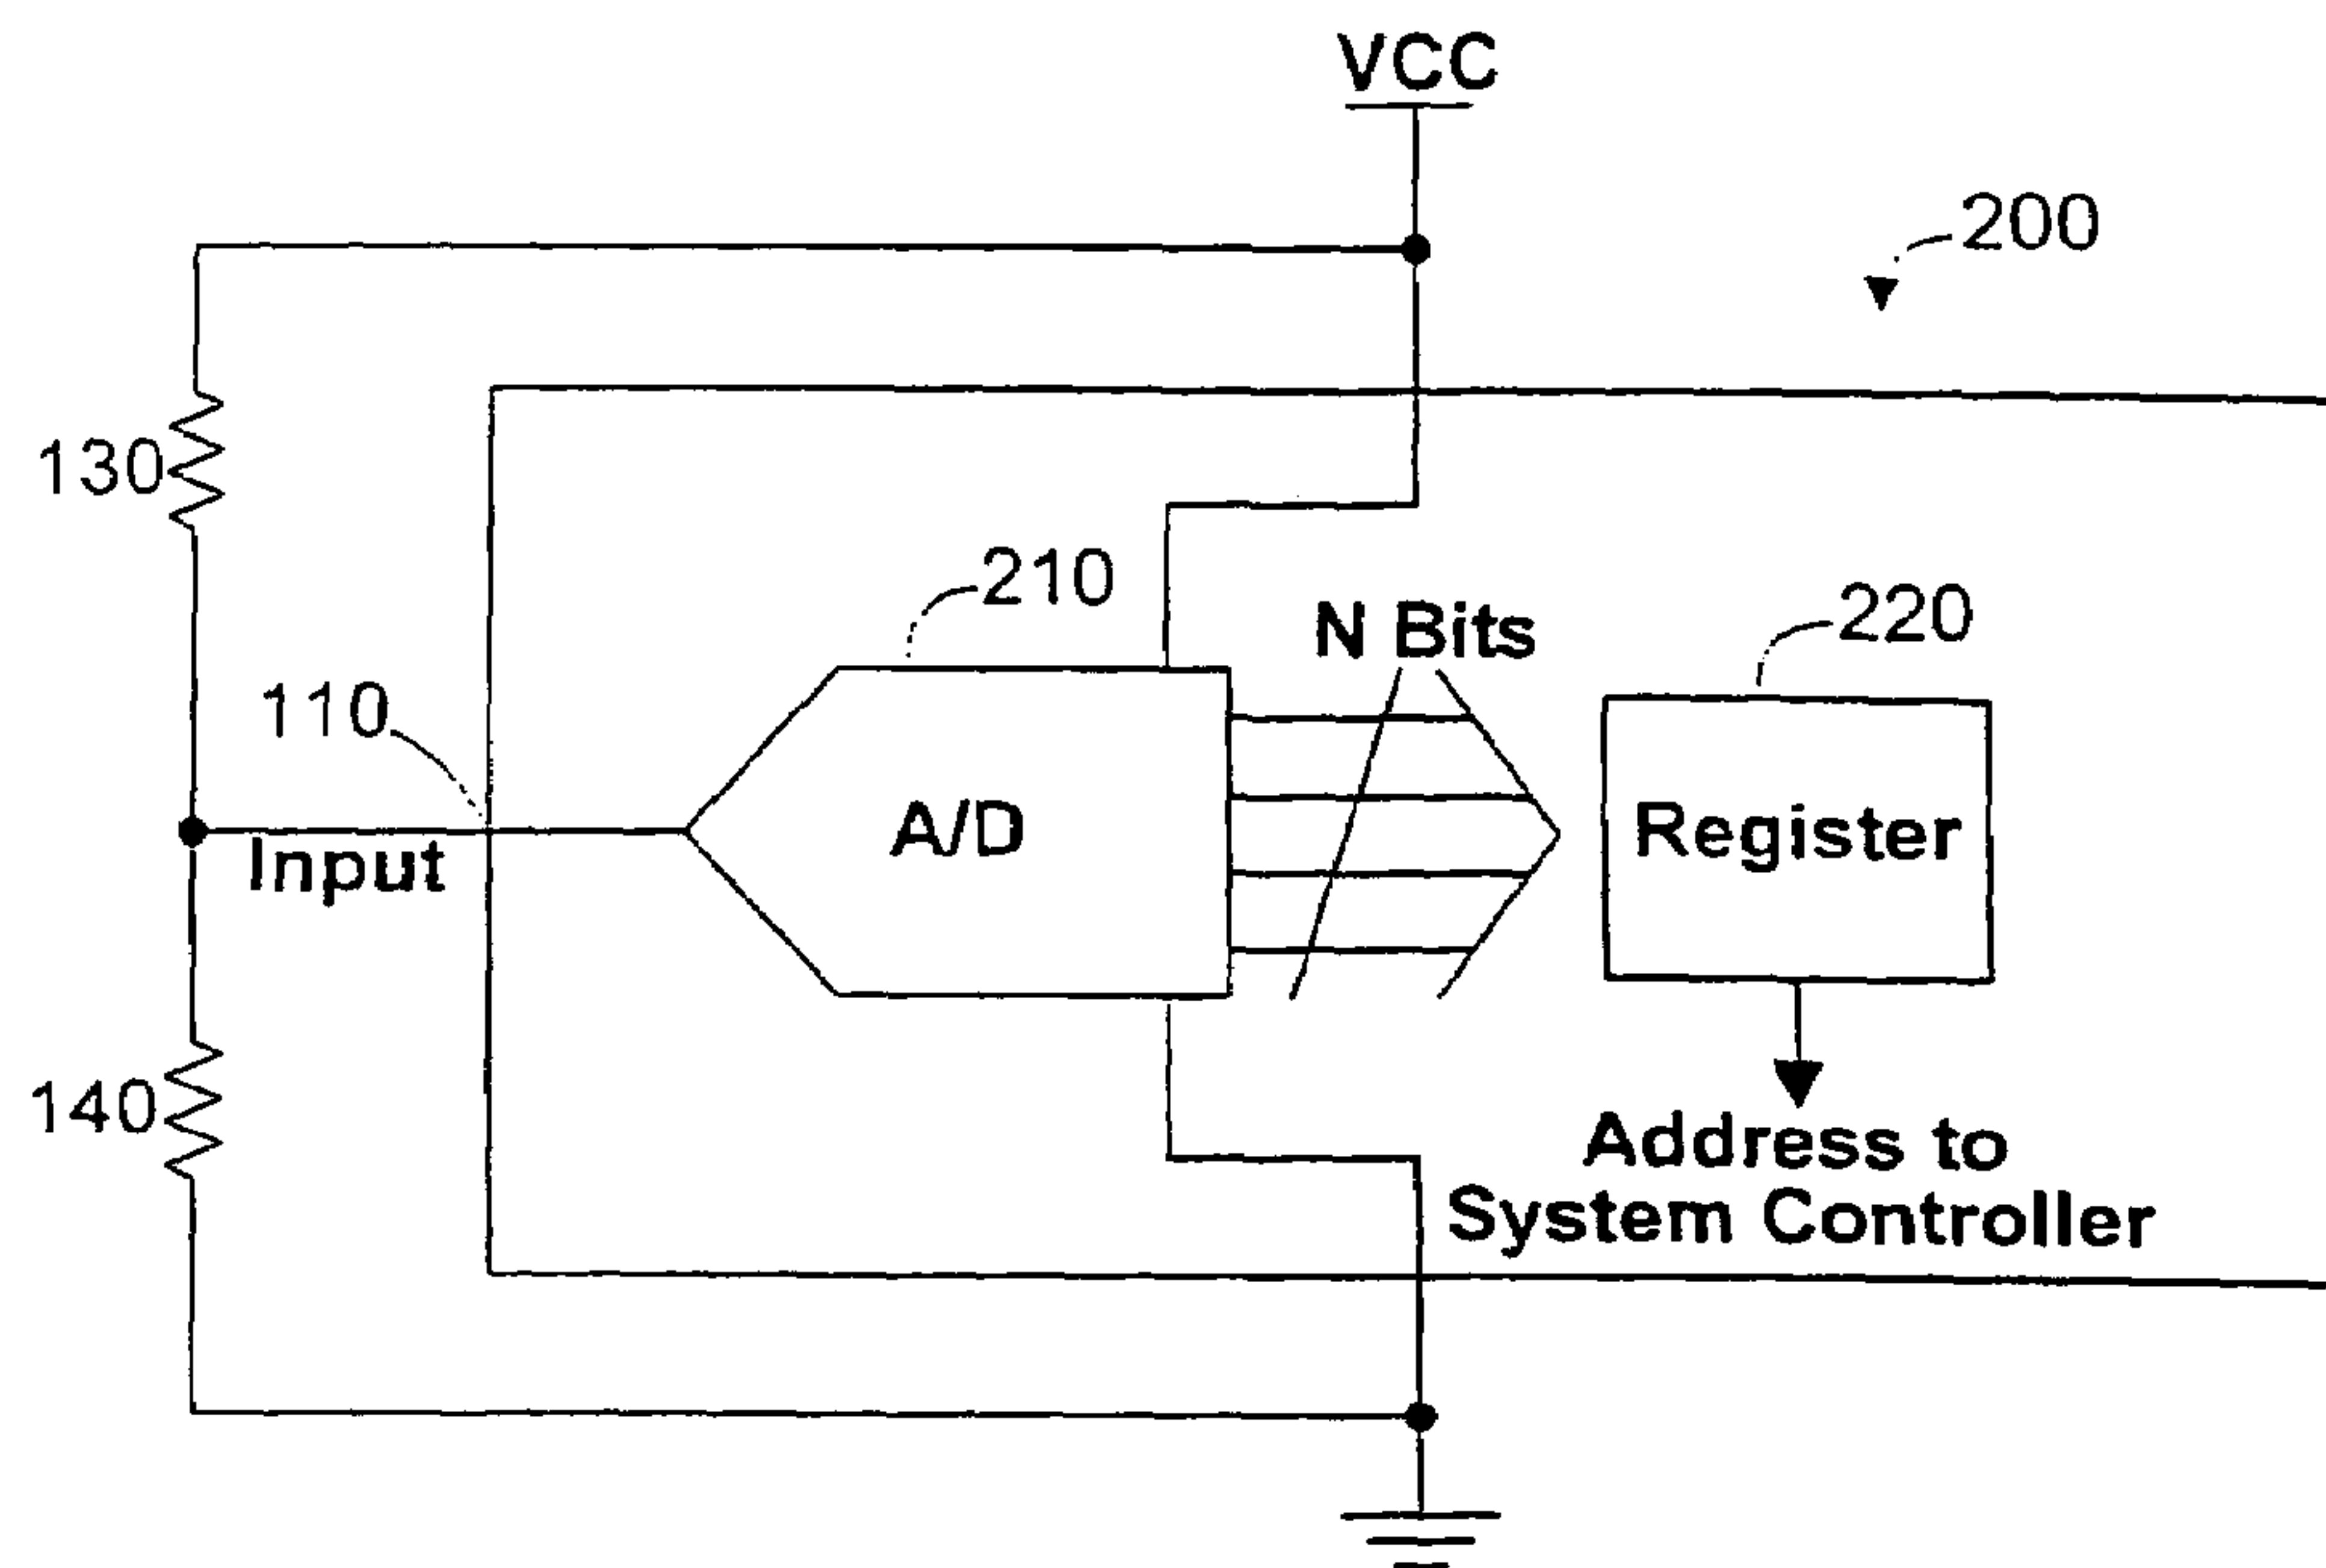 VCC
200
130
210
N Bits
220
110
A/D
Register
Input
140
Address to
System Controller